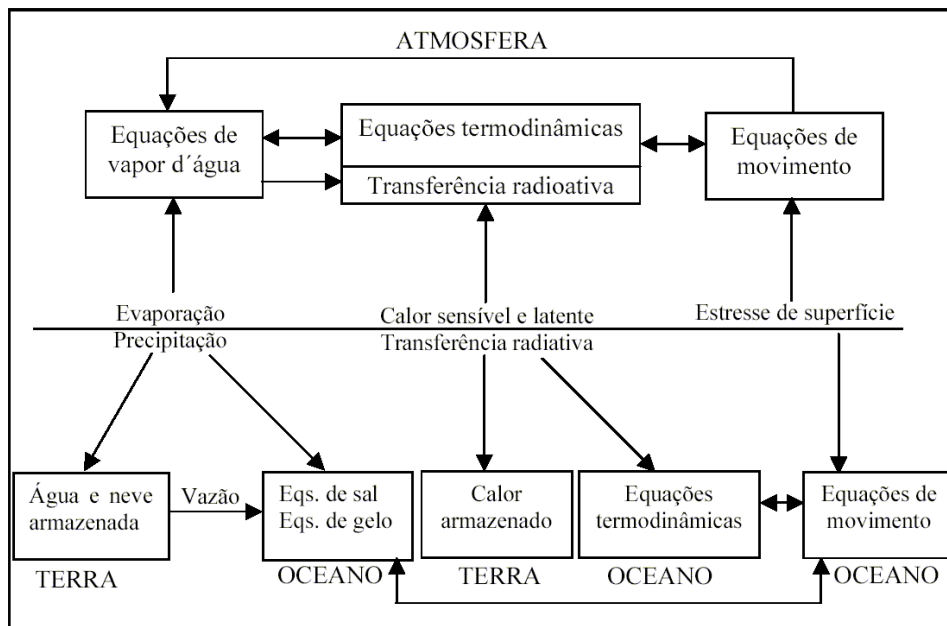 ATMOSFERA
Equações de
vapor d´água
Equações termodinâmicas
Transferência radioativa
Equações de
movimento
Evaporação
Precipitação
Calor sensível e latente
Transferência radiativa
Estresse de superfície
Água e neve
armazenada
Vazão
Eqs. de sal
Eqs. de gelo
Calor
armazenado
Equações
termodinâmicas
Equações de
movimento
TERRA
OCEANO
TERRA
OCEANO
OCEANO